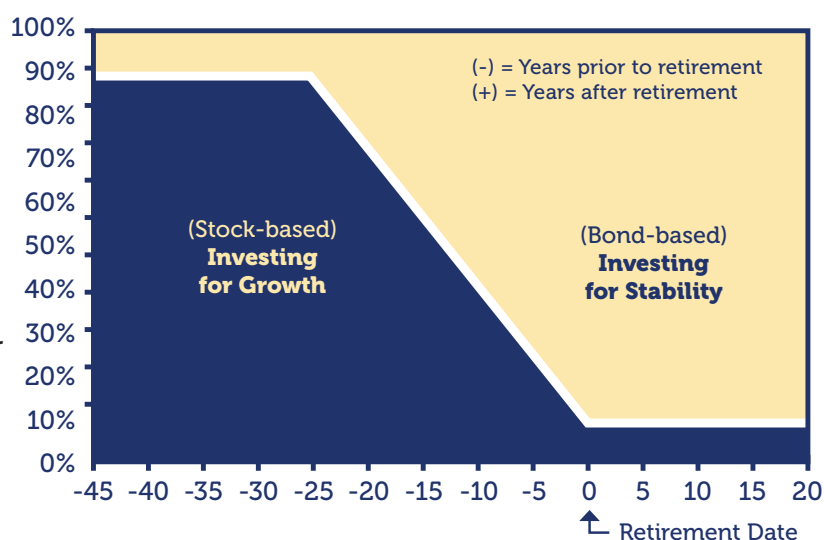 100%
90%
80%
70%
60%
50%
40%
30%
20%
10%
0%
(-) = Years prior to retirement
(+) = Years after retirement
(Stock-based)
Investing
for Growth
(Bond-based)
Investing
for Stability
-45 -40 -35 -30 -25 -20 -15 -10 -5 0 5 10 15 20
Retirement Date